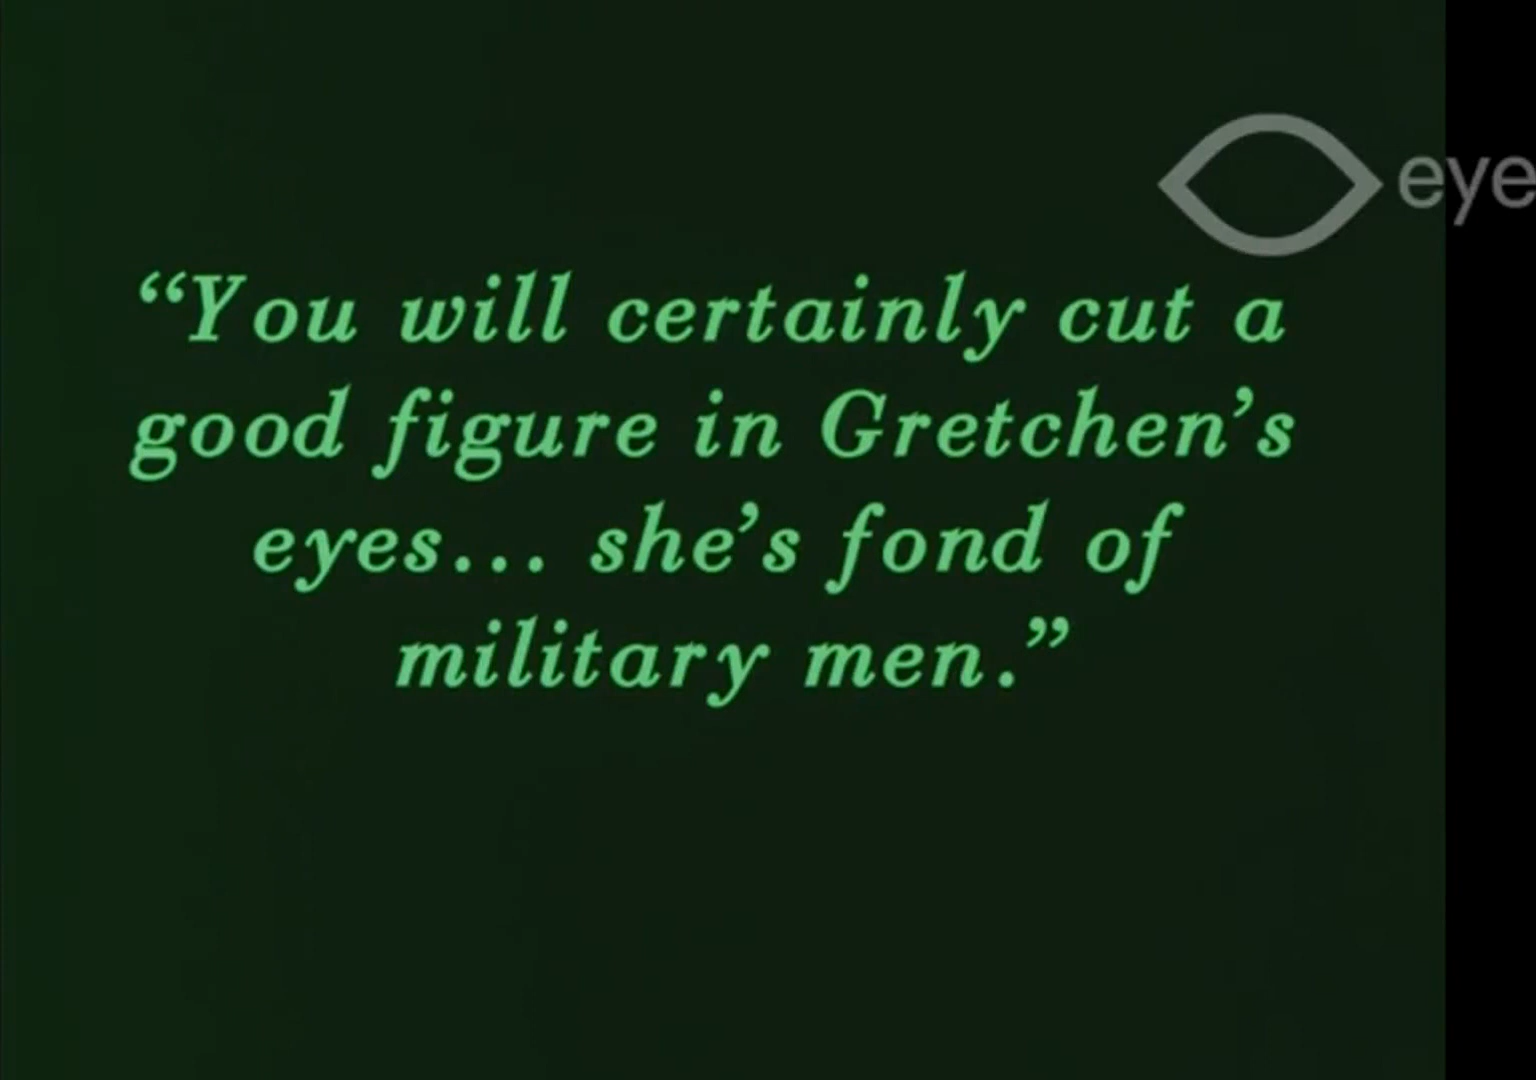 eye
“You will certainly cut a
good figure in Gretchen’s
eyes... she’s fond of
military men.”